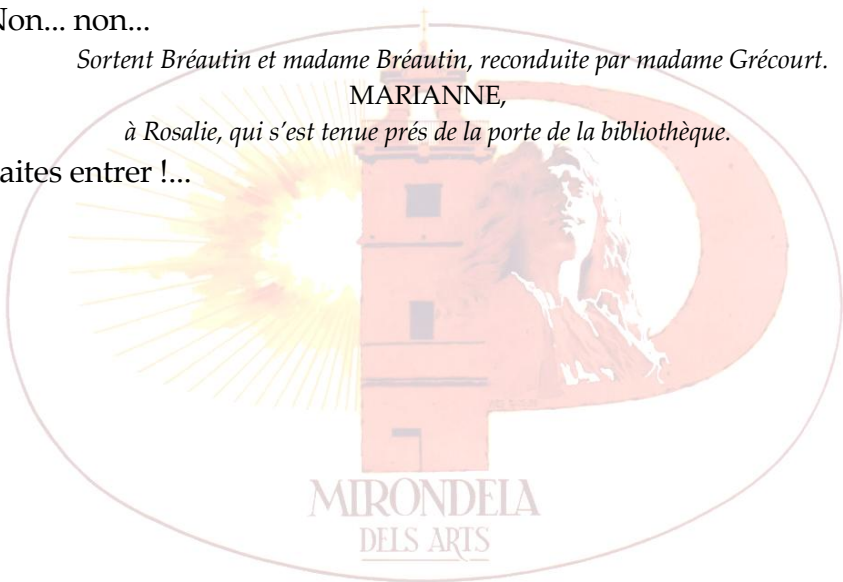 Non... non...
Sortent Bréautin et madame Bréautin, reconduite par madame Grécourt.
MARIANNE,
à Rosalie, qui s'est tenue prés de la porte de la bibliothèque.
aites entrer !...
MIRONDELA
DELS ARTS